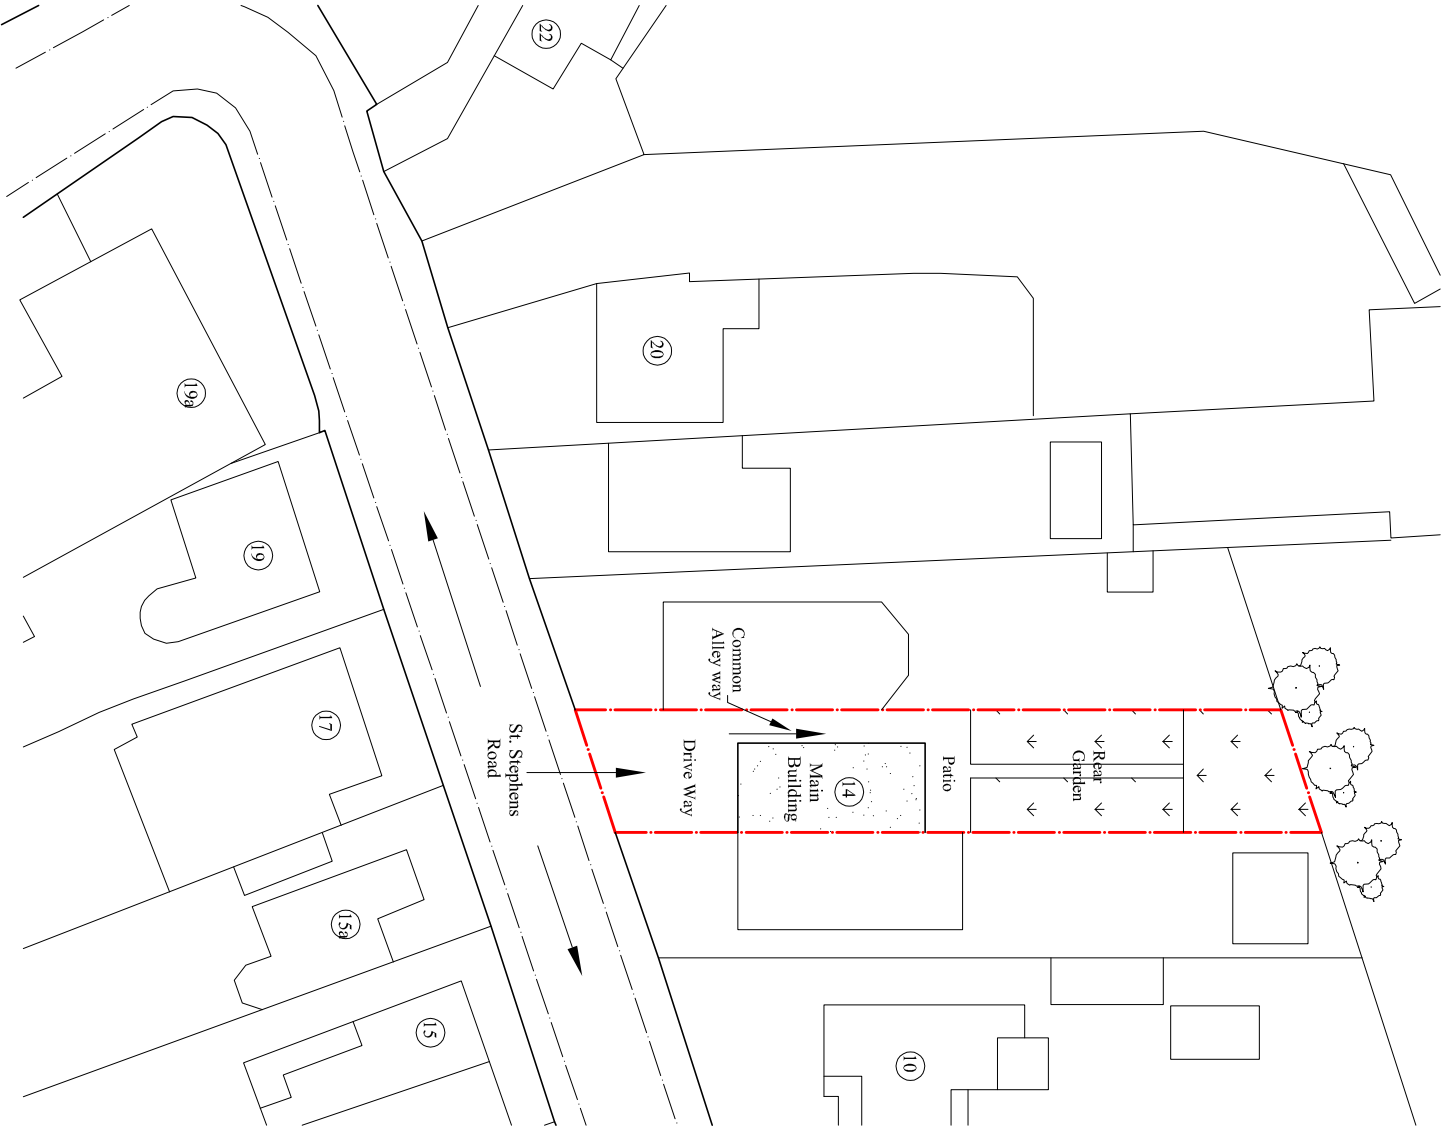 22
20
19a
19
17
15a
15
10
14
Common
Alley way
St. Stephens
Road
Drive Way
Main
Building
Patio
Rear
Garden